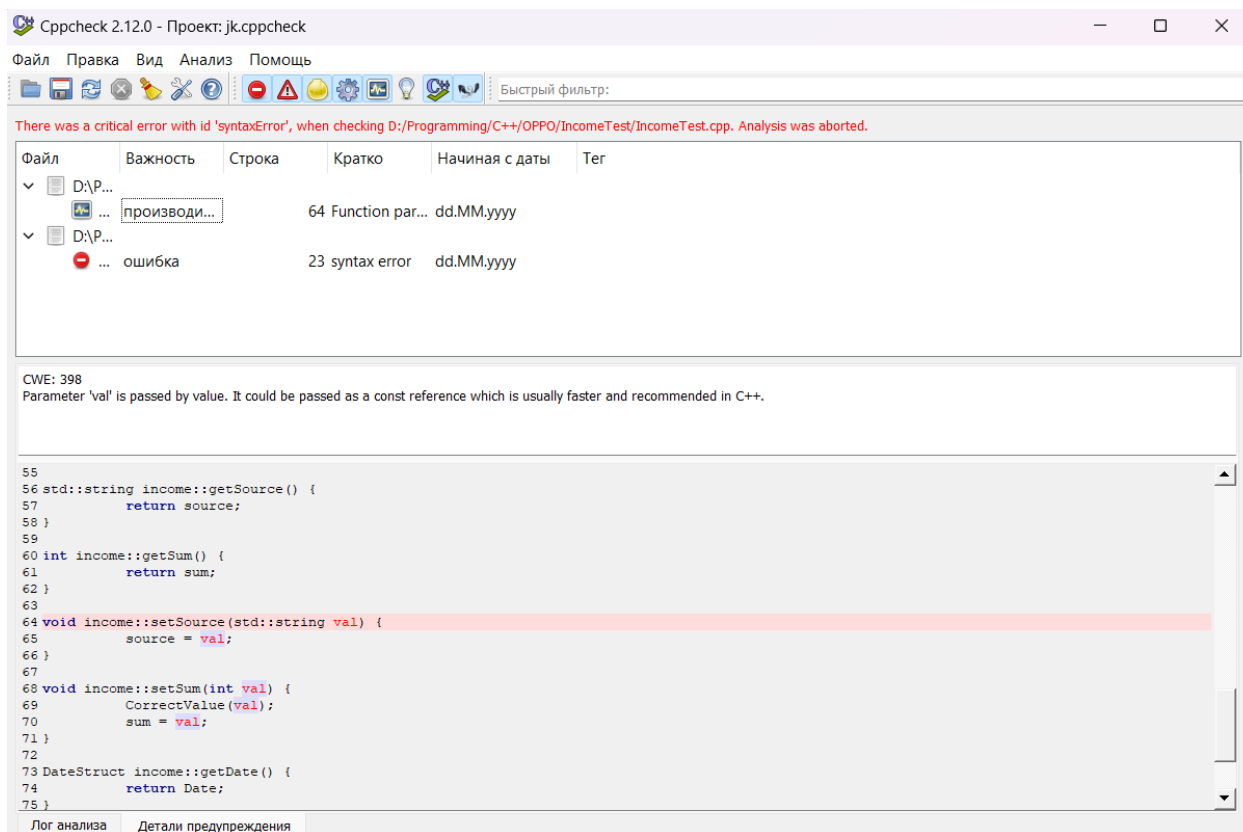 Cppcheck 2.12.0 - Проект: jk.cppcheck
Файл Правка Вид Анализ Помощь
Быстрый фильтр:
There was a critical error with id 'syntaxError', when checking D:/Programming/C++/OPPO/IncomeTest/IncomeTest.cpp. Analysis was aborted.
Файл Важность Строка Кратко Начиная с даты Тег
D:\P...
... производи... 64 Function par... dd.MM.yyyy
D:\P...
... ошибка 23 syntax error dd.MM.yyyy
CWE: 398
Parameter 'val' is passed by value. It could be passed as a const reference which is usually faster and recommended in C++.
55
56 std::string income::getSource() {
57 return source;
58 }
59
60 int income::getSum() {
61 return sum;
62 }
63
64 void income::setSource(std::string val) {
65 source = val;
66 }
67
68 void income::setSum(int val) {
69 CorrectValue(val);
70 sum = val;
71 }
72
73 DateStruct income::getDate() {
74 return Date;
75 }
Лог анализа Детали предупреждения